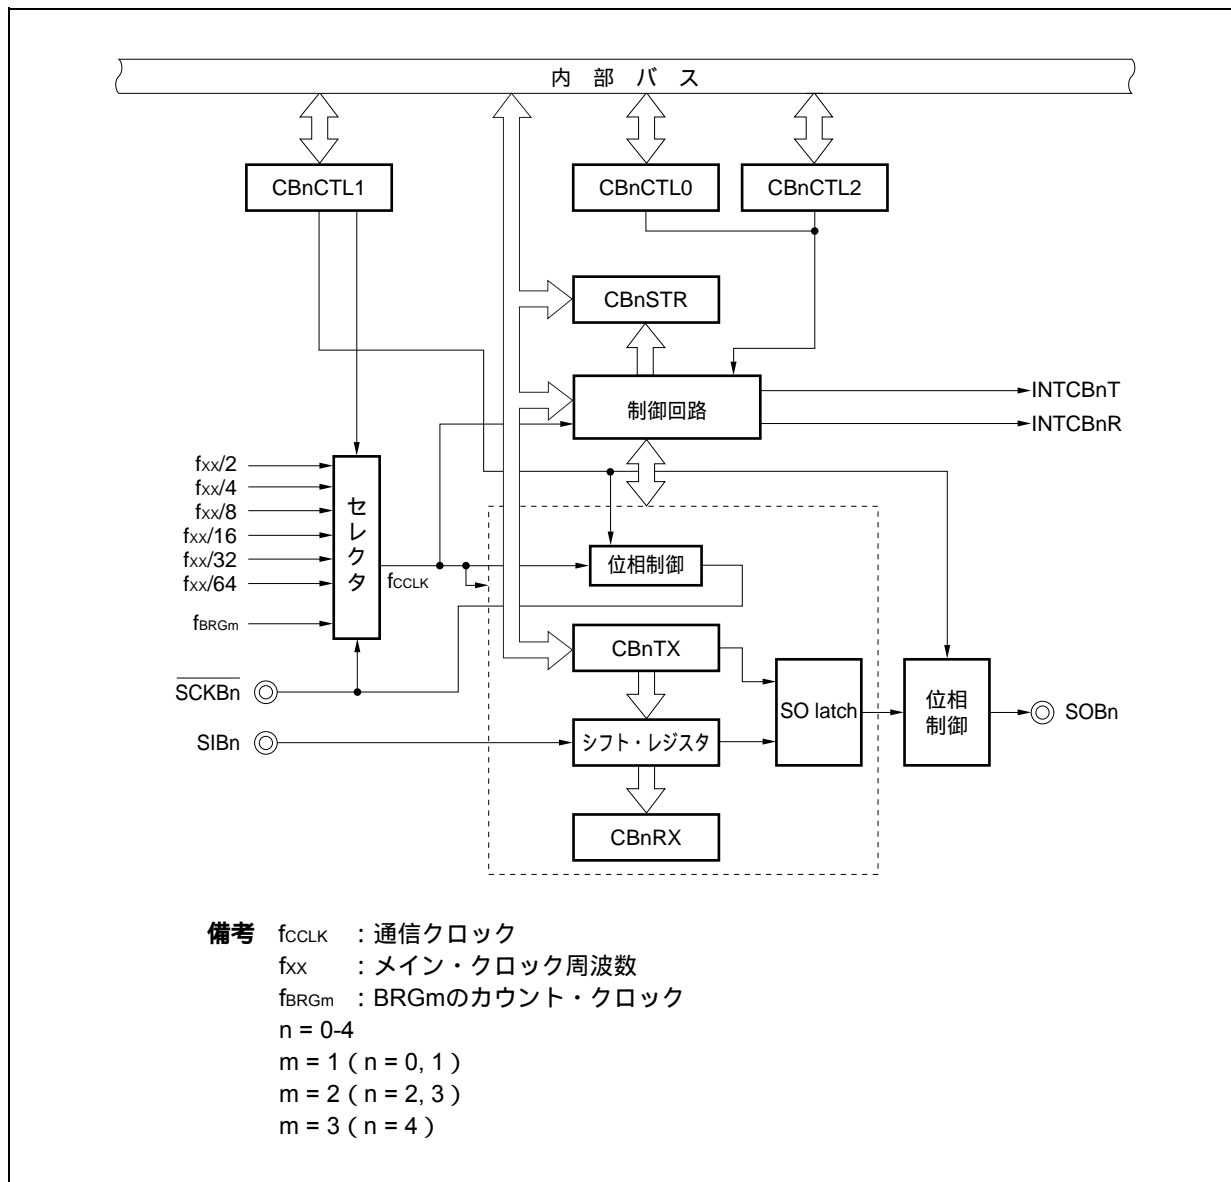 内 部 バ ス
CBnCTL1
CBnCTL0
CBnCTL2
CBnSTR
制御回路
INTCBnT
INTCBnR
fXX/2
fXX/4
fXX/8
fXX/16
fXX/32
fXX/64
fBRGm
セレクタ
fCCLK
位相制御
CBnTX
SO latch
位相
制御
SOBn
SCKBn
SIBn
シフト・レジスタ
CBnRX
備考 fCCLK ：通信クロック
fXX ：メイン・クロック周波数
fBRGm ：BRGmのカウント・クロック
n = 0-4
m = 1（n = 0, 1）
m = 2（n = 2, 3）
m = 3（n = 4）